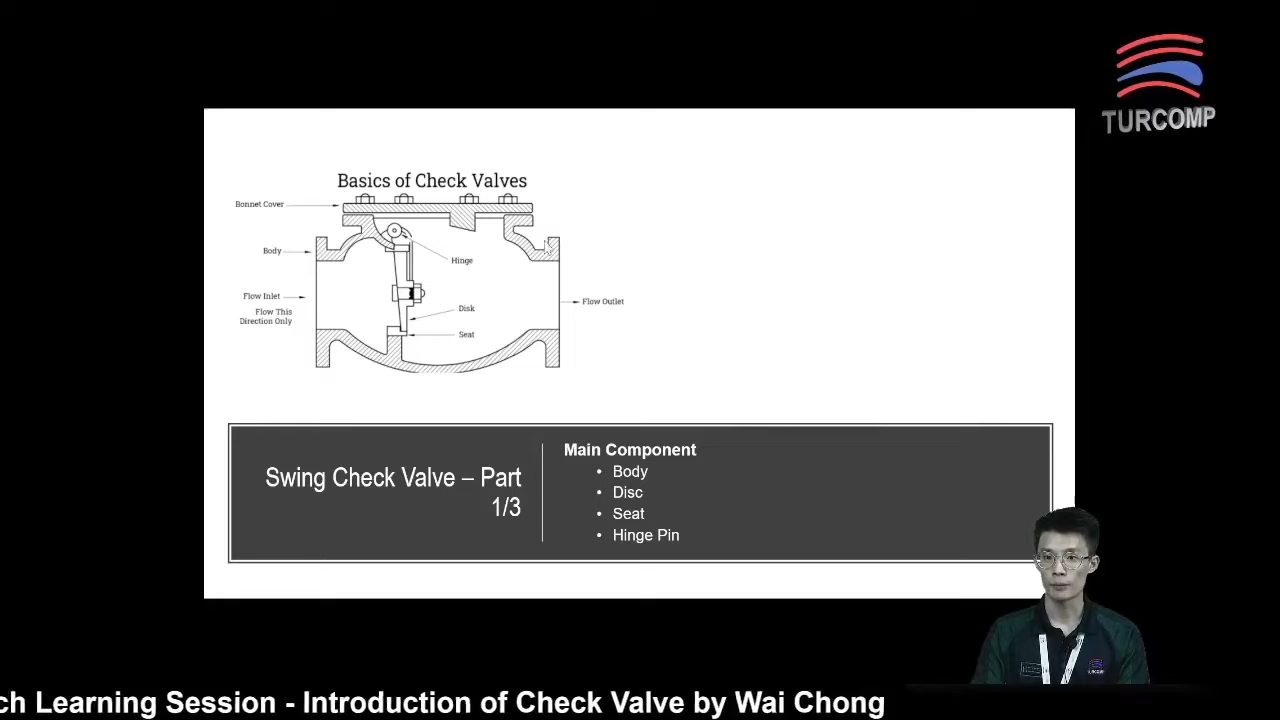 TURCOMP
Basics of Check Valves
Bonnet Cover
Body
Hinge
Flow Inlet
Flow Outlet
Flow This
Direction Only
Disk
Seat
Swing Check Valve – Part
1/3
Main Component
• Body
• Disc
• Seat
• Hinge Pin
TURCOMP
ch Learning Session - Introduction of Check Valve by Wai Chong